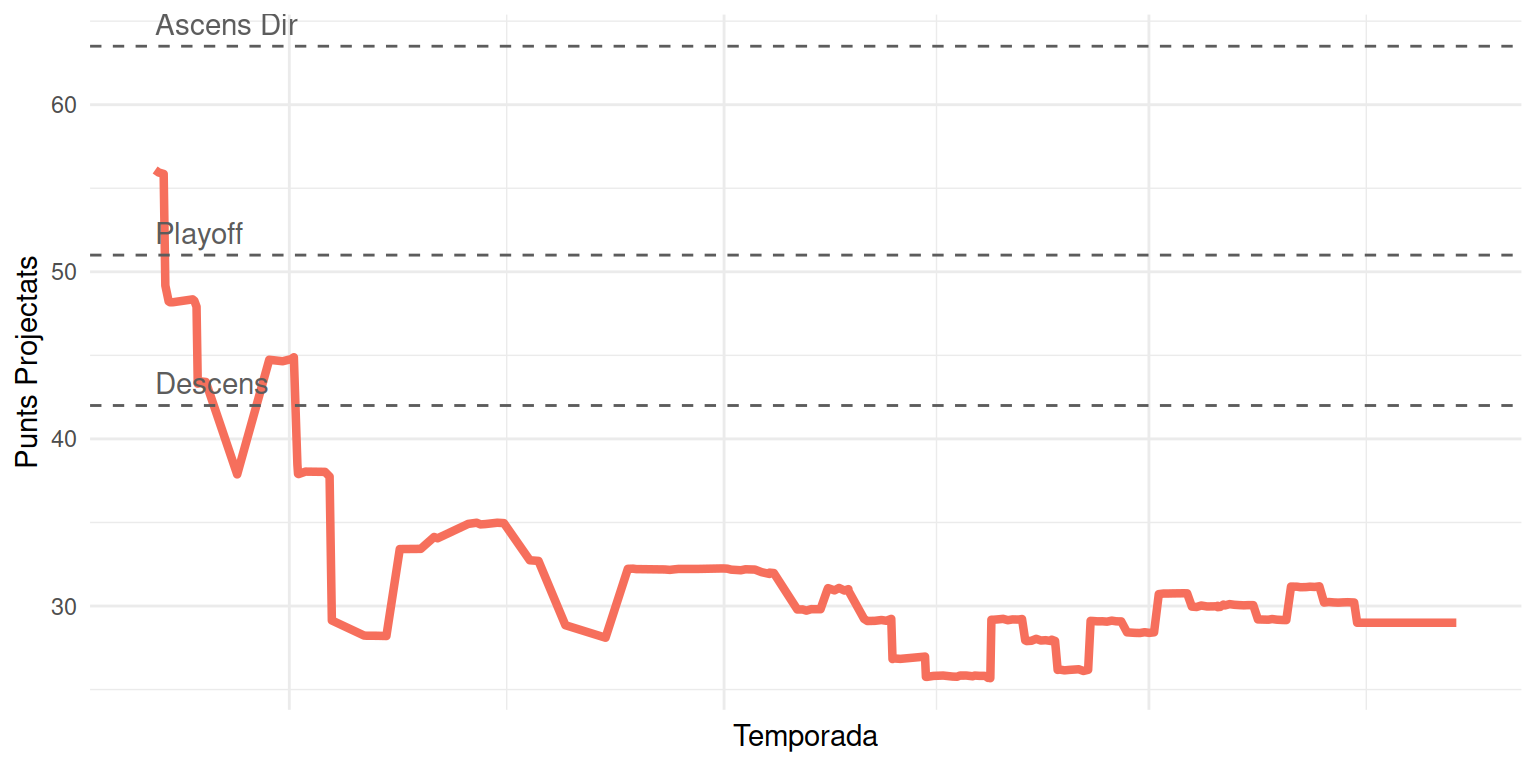 Ascens Dir
60
Playoff
50
Descens
40
30
Punts Projectats
Temporada